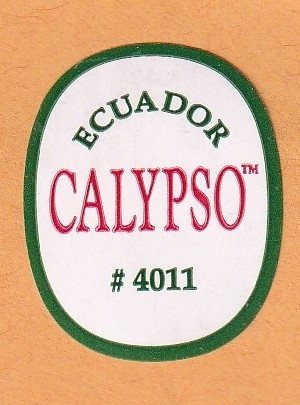 ECUADOR
CALYPSO™
# 4011